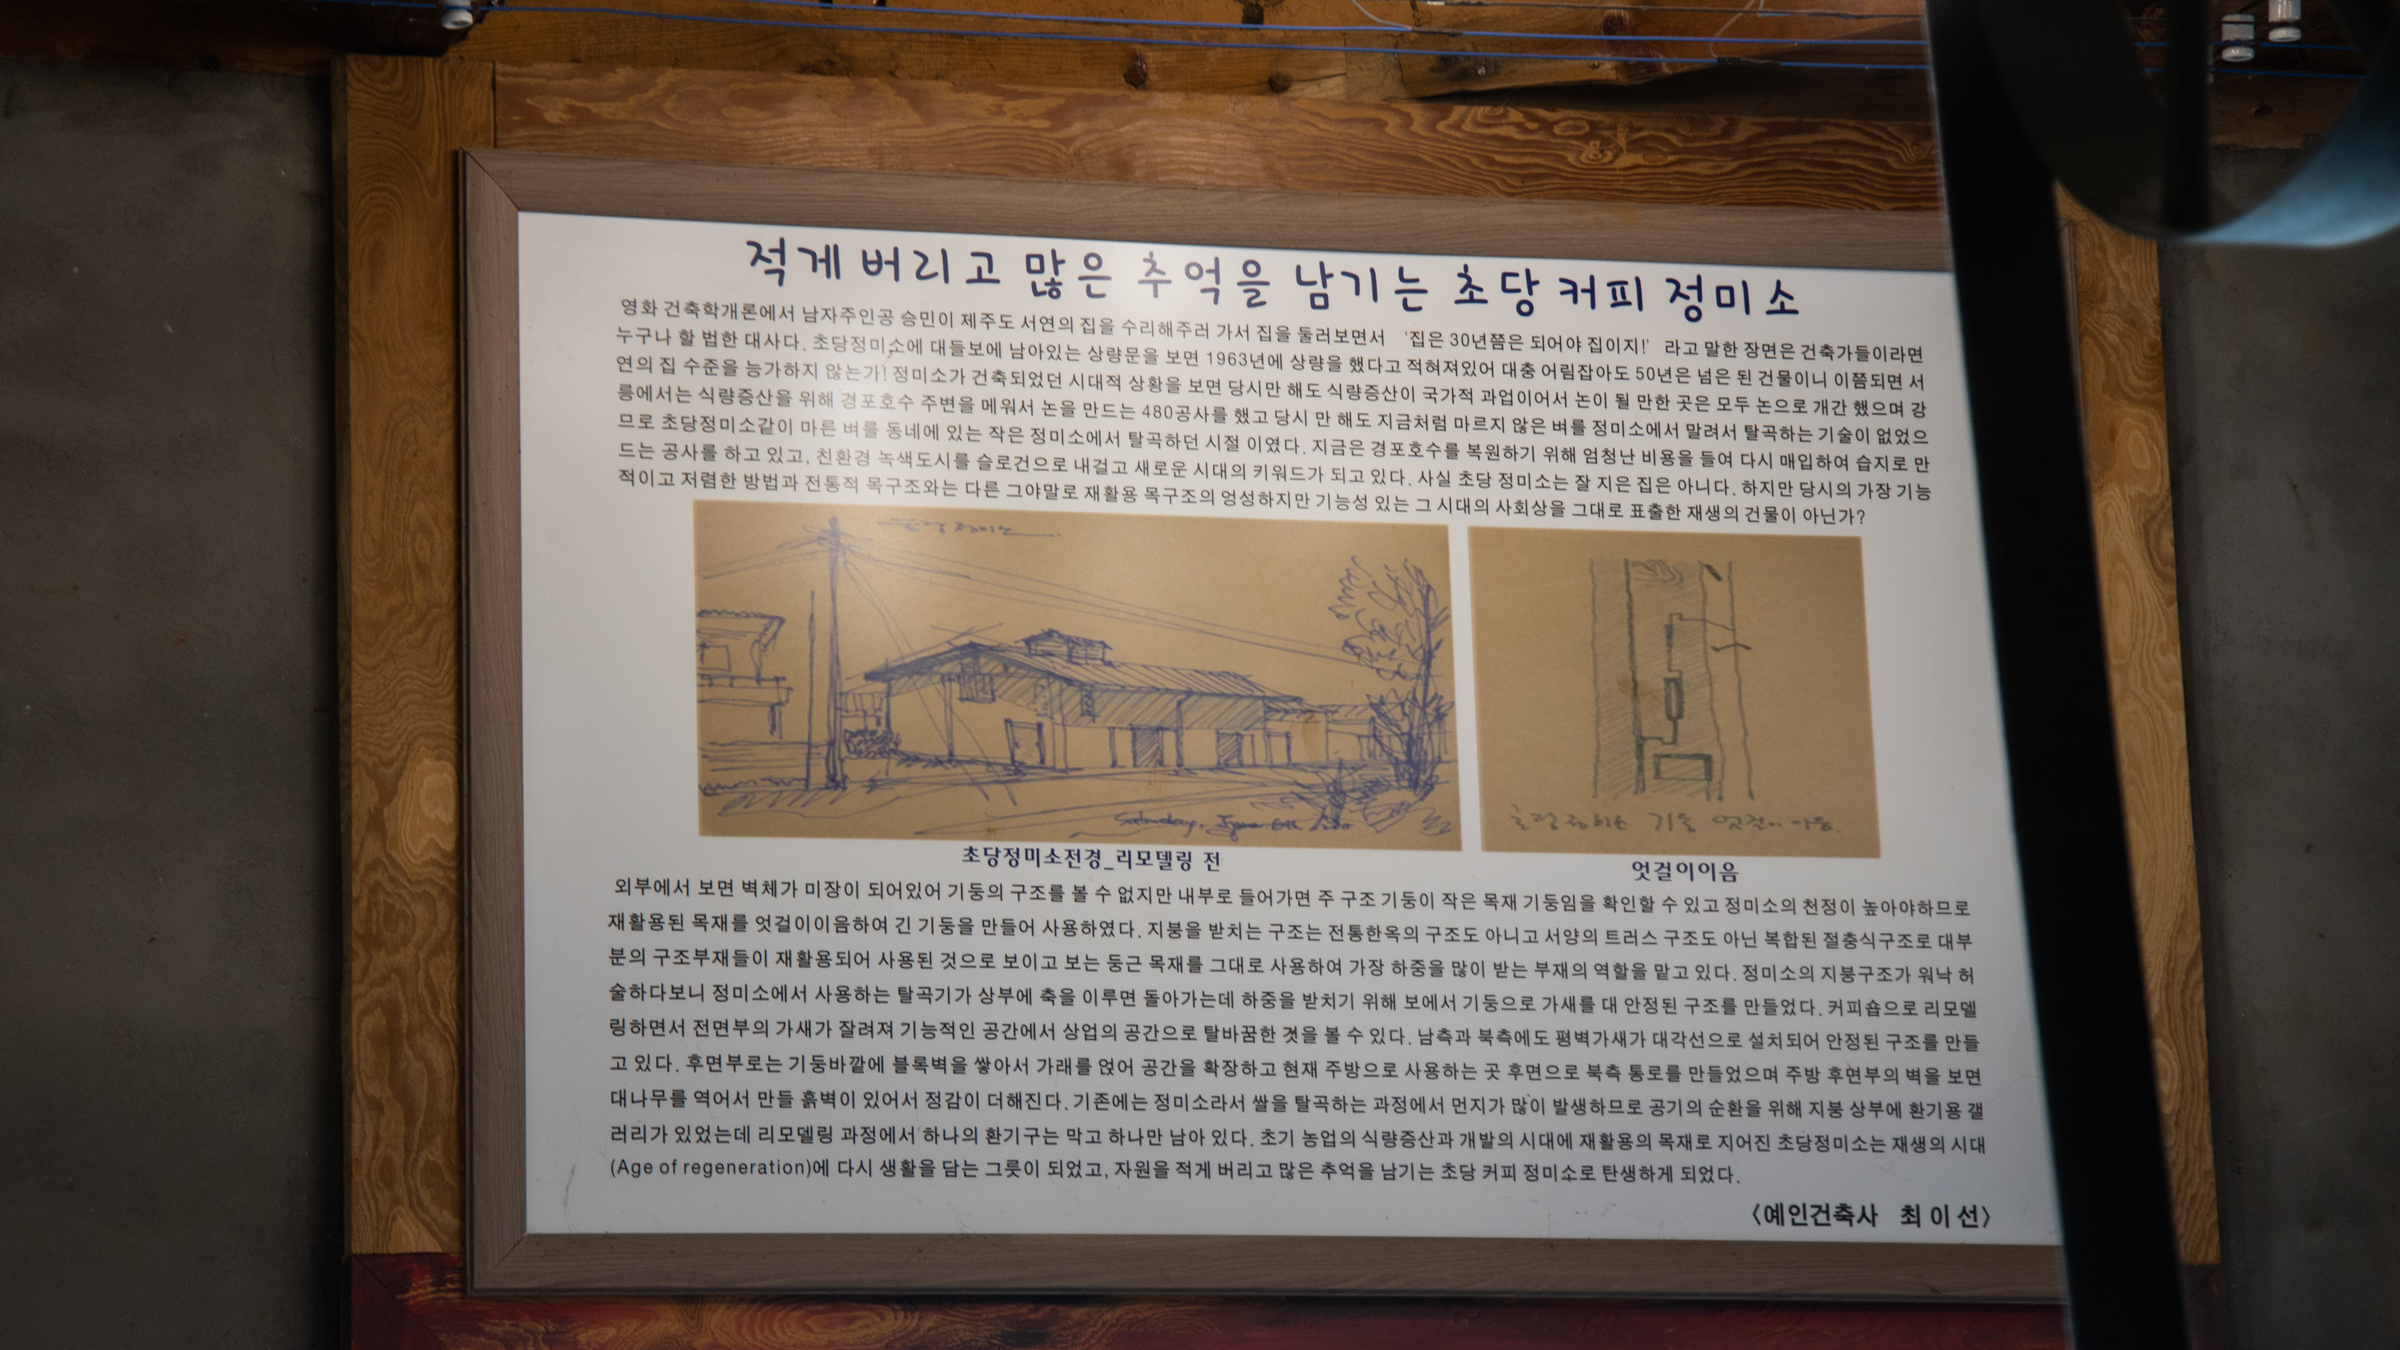 적게 버리고 많은 추억을 남기는 초당 커피 정미소
영화 건축학개론에서 남자주인공 승민이 제주도 서연의 집을 수리해주러 가서 집을 둘러보면서 '집은 30년쯤은 되어야 집이지!' 라고 말한 장면은 건축가들이라면
누구나 할 법한 대사다. 초당정미소에 대들보에 남아있는 상량문을 보면 1963년에 상량을 했다고 적혀져있어 대충 어림잡아도 50년은 넘은 된 건물이니 이쯤되면 서
연의 집 수준을 능가하지 않는가! 정미소가 건축되었던 시대적 상황을 보면 당시만 해도 식량증산이 국가적 과업이어서 논이 될 만한 곳은 모두 논으로 개간 했으며 강
릉에서는 식량증산을 위해 경포호수 주변을 메워서 논을 만드는 480공사를 했고 당시 만 해도 지금처럼 마르지 않은 벼를 정미소에서 말려서 탈곡하는 기술이 없었으
므로 초당정미소같이 마른 벼를 동네에 있는 작은 정미소에서 탈곡하던 시절 이였다. 지금은 경포호수를 복원하기 위해 엄청난 비용을 들여 다시 매입하여 습지로 만
드는 공사를 하고 있고, 친환경 녹색도시를 슬로건으로 내걸고 새로운 시대의 키워드가 되고 있다. 사실 초당 정미소는 잘 지은 집은 아니다. 하지만 당시의 가장 기능
적이고 저렴한 방법과 전통적 목구조와는 다른 그야말로 재활용 목구조의 엉성하지만 기능성 있는 그 시대의 사회상을 그대로 표출한 재생의 건물이 아닌가?
초당정미소
Saturday, June 6th
초당정미소 기둥 엇걸이 이음
초당정미소전경_리모델링 전
엇걸이이음
외부에서 보면 벽체가 미장이 되어있어 기둥의 구조를 볼 수 없지만 내부로 들어가면 주 구조 기둥이 작은 목재 기둥임을 확인할 수 있고 정미소의 천정이 높아야하므로
재활용된 목재를 엇걸이이음하여 긴 기둥을 만들어 사용하였다. 지붕을 받치는 구조는 전통한옥의 구조도 아니고 서양의 트러스 구조도 아닌 복합된 절충식구조로 대부
분의 구조부재들이 재활용되어 사용된 것으로 보이고 보는 둥근 목재를 그대로 사용하여 가장 하중을 많이 받는 부재의 역할을 맡고 있다. 정미소의 지붕구조가 워낙 허
술하다보니 정미소에서 사용하는 탈곡기가 상부에 축을 이루면 돌아가는데 하중을 받치기 위해 보에서 기둥으로 가새를 대 안정된 구조를 만들었다. 커피숍으로 리모델
링하면서 전면부의 가새가 잘려져 기능적인 공간에서 상업의 공간으로 탈바꿈한 것을 볼 수 있다. 남측과 북측에도 평벽가새가 대각선으로 설치되어 안정된 구조를 만들
고 있다. 후면부로는 기둥바깥에 블록벽을 쌓아서 가래를 얹어 공간을 확장하고 현재 주방으로 사용하는 곳 후면으로 북측 통로를 만들었으며 주방 후면부의 벽을 보면
대나무를 역어서 만들 흙벽이 있어서 정감이 더해진다. 기존에는 정미소라서 쌀을 탈곡하는 과정에서 먼지가 많이 발생하므로 공기의 순환을 위해 지붕 상부에 환기용 갤
러리가 있었는데 리모델링 과정에서 하나의 환기구는 막고 하나만 남아 있다. 초기 농업의 식량증산과 개발의 시대에 재활용의 목재로 지어진 초당정미소는 재생의 시대
(Age of regeneration)에 다시 생활을 담는 그릇이 되었고, 자원을 적게 버리고 많은 추억을 남기는 초당 커피 정미소로 탄생하게 되었다.
〈예인건축사 최 이 선〉